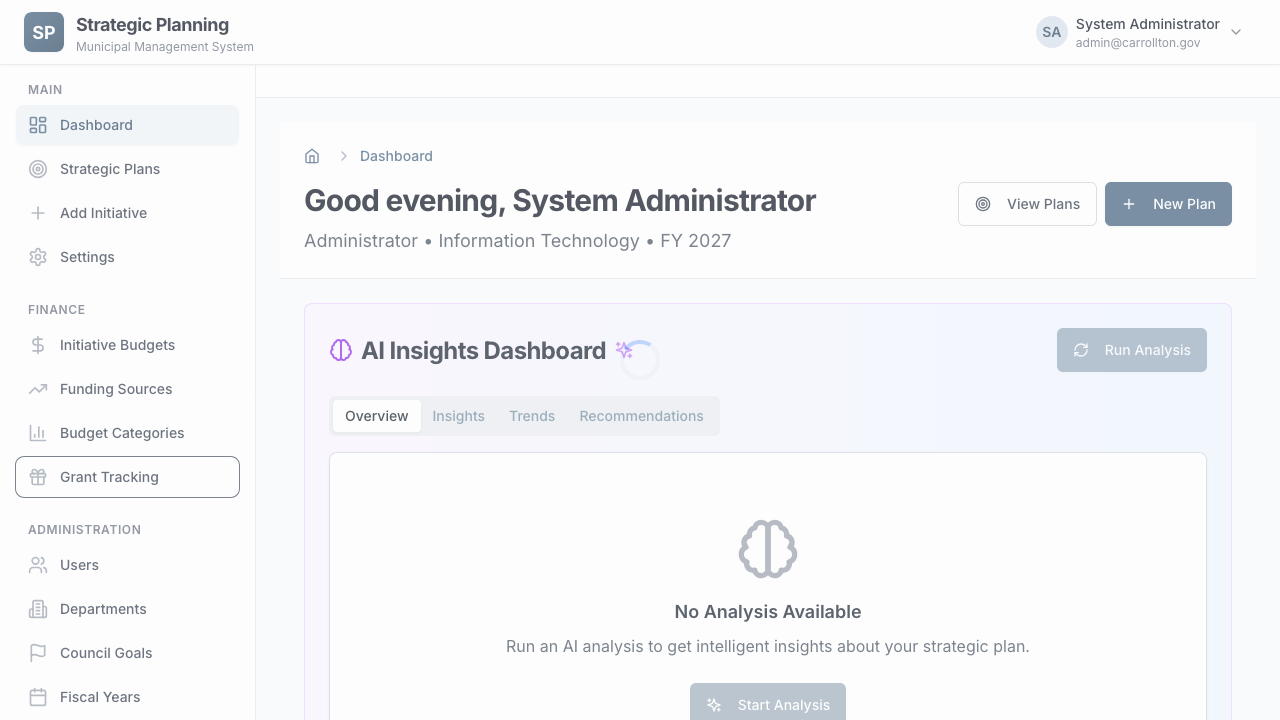 SP
Strategic Planning
Municipal Management System
SA
System Administrator
admin@carrollton.gov
MAIN
Dashboard
Strategic Plans
Add Initiative
Settings
FINANCE
Initiative Budgets
Funding Sources
Budget Categories
Grant Tracking
ADMINISTRATION
Users
Departments
Council Goals
Fiscal Years
Dashboard
Good evening, System Administrator
Administrator • Information Technology • FY 2027
View Plans
New Plan
AI Insights Dashboard
Run Analysis
Overview Insights Trends Recommendations
No Analysis Available
Run an AI analysis to get intelligent insights about your strategic plan.
Start Analysis